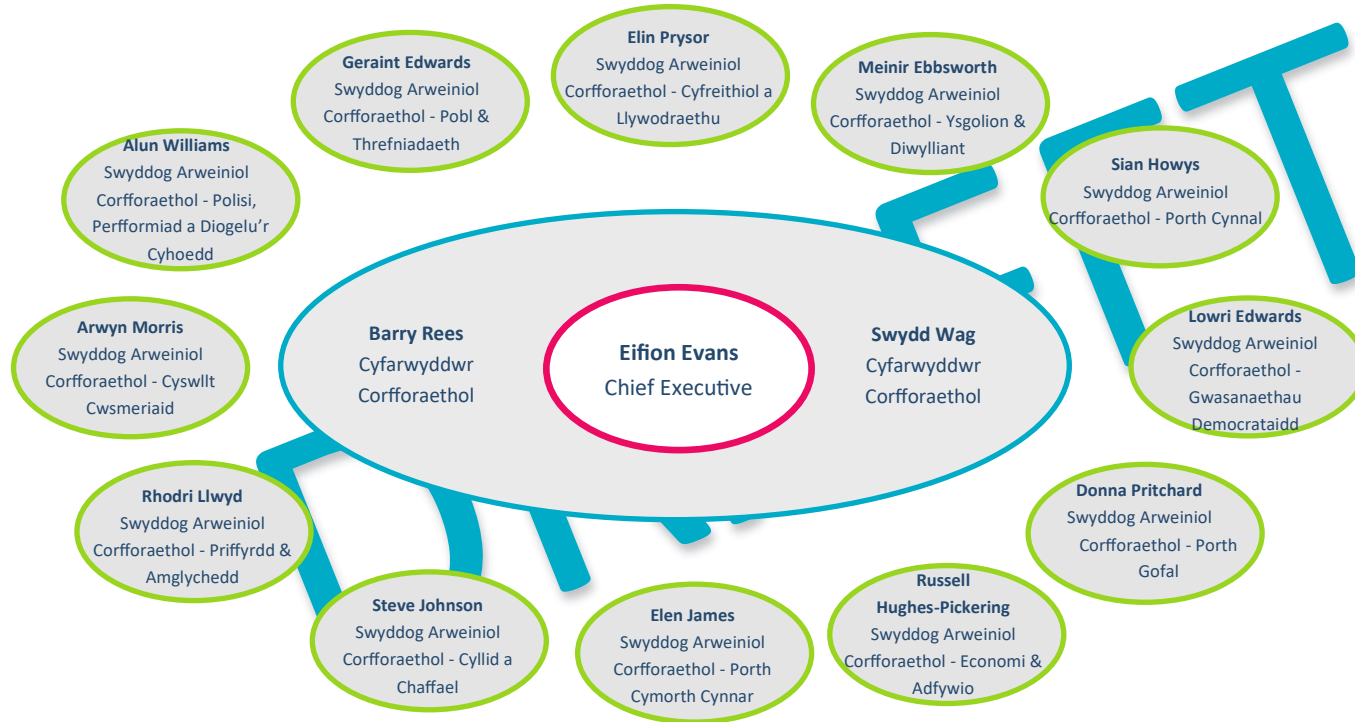 Elin Prysor
Swyddog Arweiniol
Corfforaethol - Cyfreithiol a
Llywodraethu
Geraint Edwards
Swyddog Arweiniol
Corfforaethol - Pobl &
Threfniadaeth
Meinir Ebbsworth
Swyddog Arweiniol
Corfforaethol - Ysgolion &
Diwylliant
Alun Williams
Swyddog Arweiniol
Corfforaethol - Polisi,
Perfformiad a Diogelu’r
Cyhoedd
Sian Howys
Swyddog Arweiniol
Corfforaethol - Porth Cynnal
Arwyn Morris
Swyddog Arweiniol
Corfforaethol - Cyswllt
Cwsmeriaid
Barry Rees
Cyfarwyddwr
Corfforaethol
Eifion Evans
Chief Executive
Swydd Wag
Cyfarwyddwr
Corfforaethol
Lowri Edwards
Swyddog Arweiniol
Corfforaethol -
Gwasanaethau
Democrataidd
Rhodri Llwyd
Swyddog Arweiniol
Corfforaethol - Priffyrdd &
Amglychedd
Donna Pritchard
Swyddog Arweiniol
Corfforaethol - Porth
Gofal
Steve Johnson
Swyddog Arweiniol
Corfforaethol - Cyllid a
Chaffael
Elen James
Swyddog Arweiniol
Corfforaethol - Porth
Cymorth Cynnar
Russell
Hughes-Pickering
Swyddog Arweiniol
Corfforaethol - Economi &
Adfywio